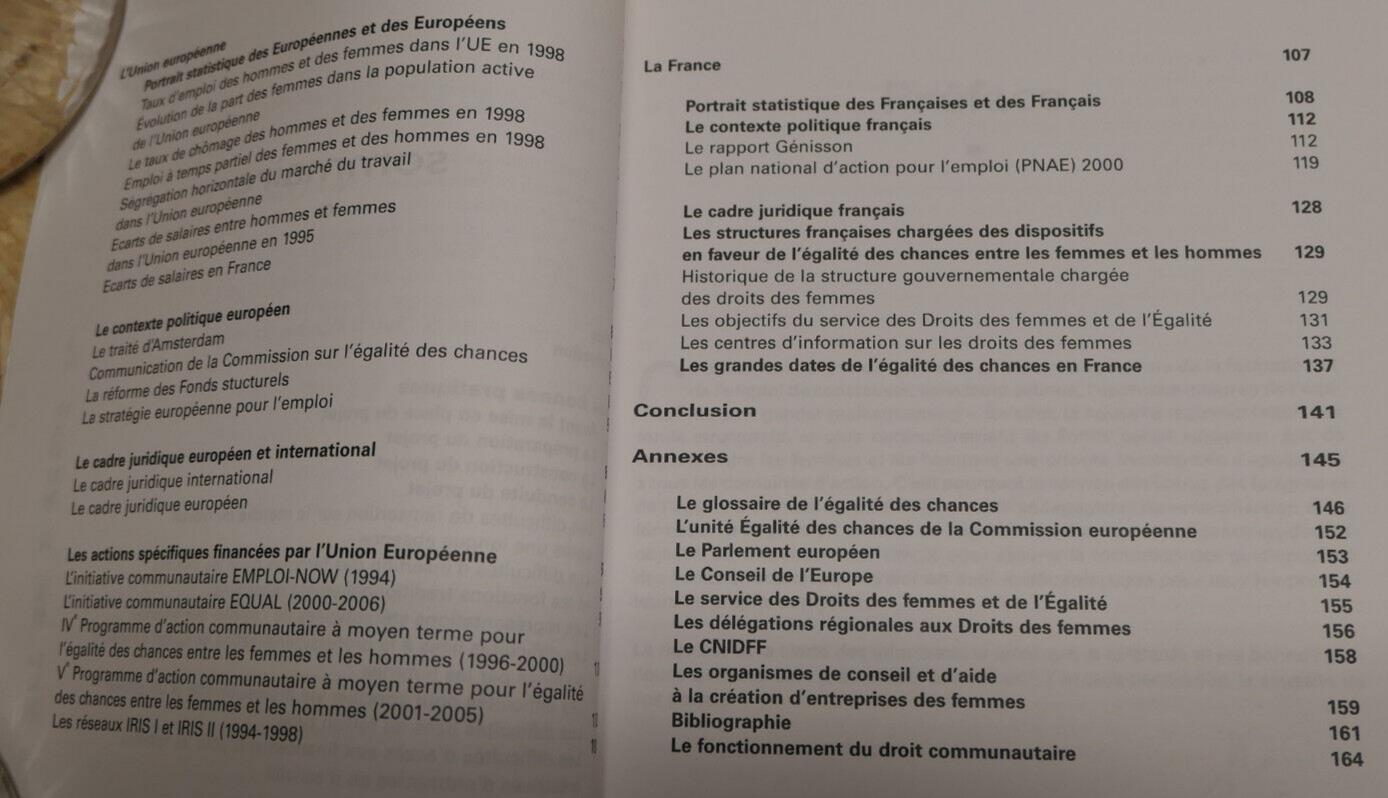 L'Union européenne
Portrait statistique des Européennes et des Européens
Taux d'emploi des hommes et des femmes dans l'UE en 1998
Évolution de la part des femmes dans la population active
de l'Union européenne
Le taux de chômage des hommes et des femmes en 1998
Emploi à temps partiel des femmes et des hommes en 1998
Ségrégation horizontale du marché du travail
dans l'Union européenne
Ecarts de salaires entre hommes et femmes
dans l'Union européenne en 1995
Ecarts de salaires en France
Le contexte politique européen
Le traité d'Amsterdam
Communication de la Commission sur l'égalité des chances
La réforme des Fonds stucturels
La stratégie européenne pour l'emploi
Le cadre juridique européen et international
Le cadre juridique international
Le cadre juridique européen
Les actions spécifiques financées par l'Union Européenne
L'initiative communautaire EMPLOI-NOW (1994)
L'initiative communautaire EQUAL (2000-2006)
IVe Programme d'action communautaire à moyen terme pour
l'égalité des chances entre les femmes et les hommes (1996-2000)
Ve Programme d'action communautaire à moyen terme pour l'égalité
des chances entre les femmes et les hommes (2001-2005)
Les réseaux IRIS I et IRIS II (1994-1998)
La France 107
Portrait statistique des Françaises et des Français 108
Le contexte politique français 112
Le rapport Génisson 112
Le plan national d'action pour l'emploi (PNAE) 2000 119
Le cadre juridique français 128
Les structures françaises chargées des dispositifs
en faveur de l'égalité des chances entre les femmes et les hommes 129
Historique de la structure gouvernementale chargée
des droits des femmes 129
Les objectifs du service des Droits des femmes et de l'Égalité 131
Les centres d'information sur les droits des femmes 133
Les grandes dates de l'égalité des chances en France 137
Conclusion 141
Annexes 145
Le glossaire de l'égalité des chances 146
L'unité Égalité des chances de la Commission européenne 152
Le Parlement européen 153
Le Conseil de l'Europe 154
Le service des Droits des femmes et de l'Égalité 155
Les délégations régionales aux Droits des femmes 156
Le CNIDFF 158
Les organismes de conseil et d'aide
à la création d'entreprises des femmes 159
Bibliographie 161
Le fonctionnement du droit communautaire 164